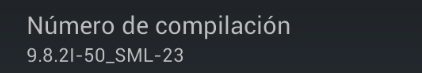 Número de compilación
9.8.2I-50_SML-23